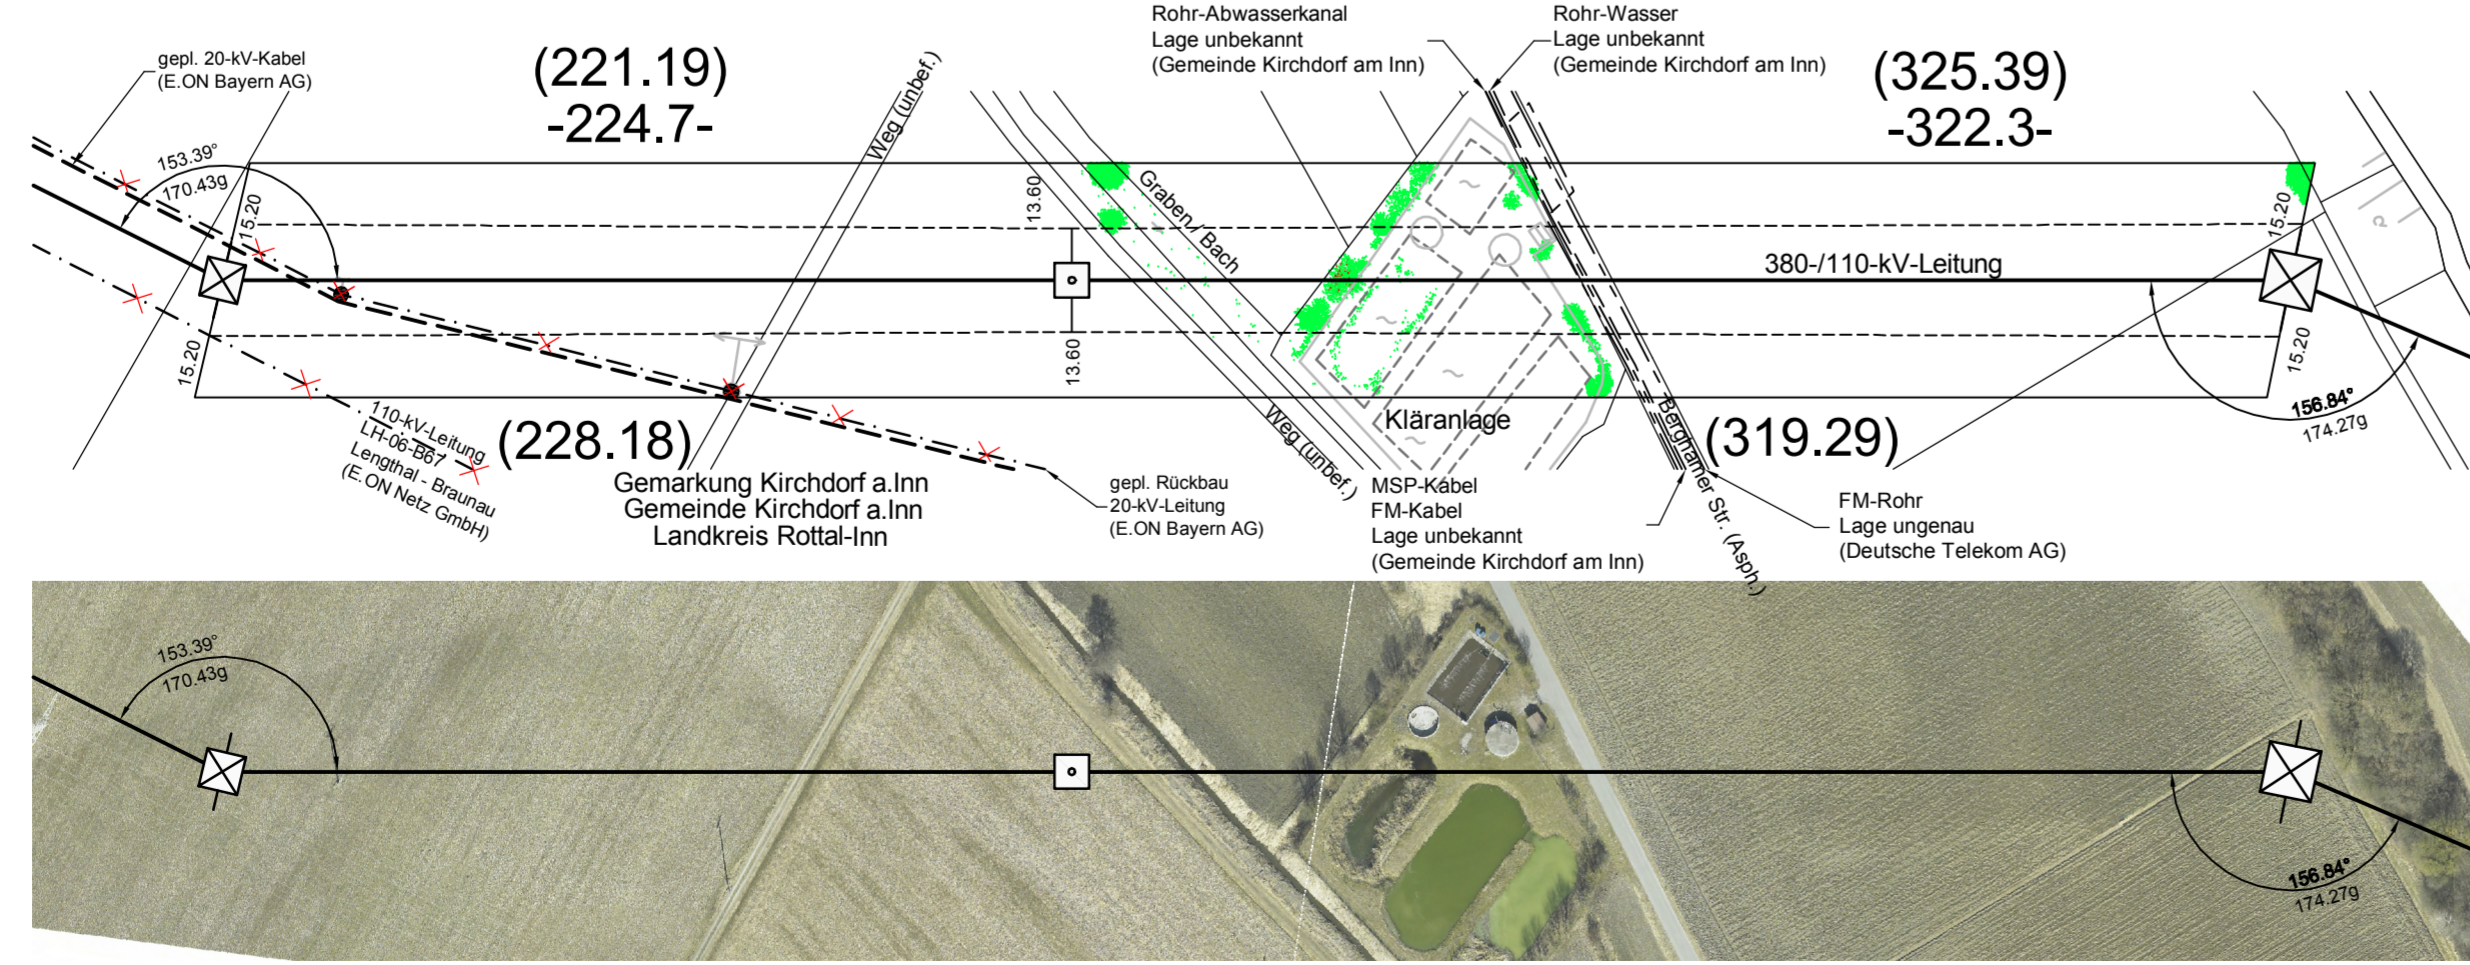 Rohr-Abwasserkanal
Lage unbekannt
(Gemeinde Kirchdorf am Inn)
Rohr-Wasser
Lage unbekannt
(Gemeinde Kirchdorf am Inn)
gepl. 20-kV-Kabel
(E.ON Bayern AG)
(221.19)
-224.7-
(325.39)
-322.3-
Weg (unbef.)
153.39°
170.43g
15.20
13.60
Graben / Bach
15.20
380-/110-kV-Leitung
15.20
13.60
15.20
156.84°
174.27g
Kläranlage
110-kV-Leitung
LH-06-B67
Lengthal - Braunau
(E.ON Netz GmbH)
(228.18)
Gemarkung Kirchdorf a.Inn
Gemeinde Kirchdorf a.Inn
Landkreis Rottal-Inn
gepl. Rückbau
20-kV-Leitung
(E.ON Bayern AG)
Weg (unbef.)
MSP-Kabel
FM-Kabel
Lage unbekannt
(Gemeinde Kirchdorf am Inn)
Berghamer Str. (Asph.)
(319.29)
FM-Rohr
Lage ungenau
(Deutsche Telekom AG)
153.39°
170.43g
156.84°
174.27g